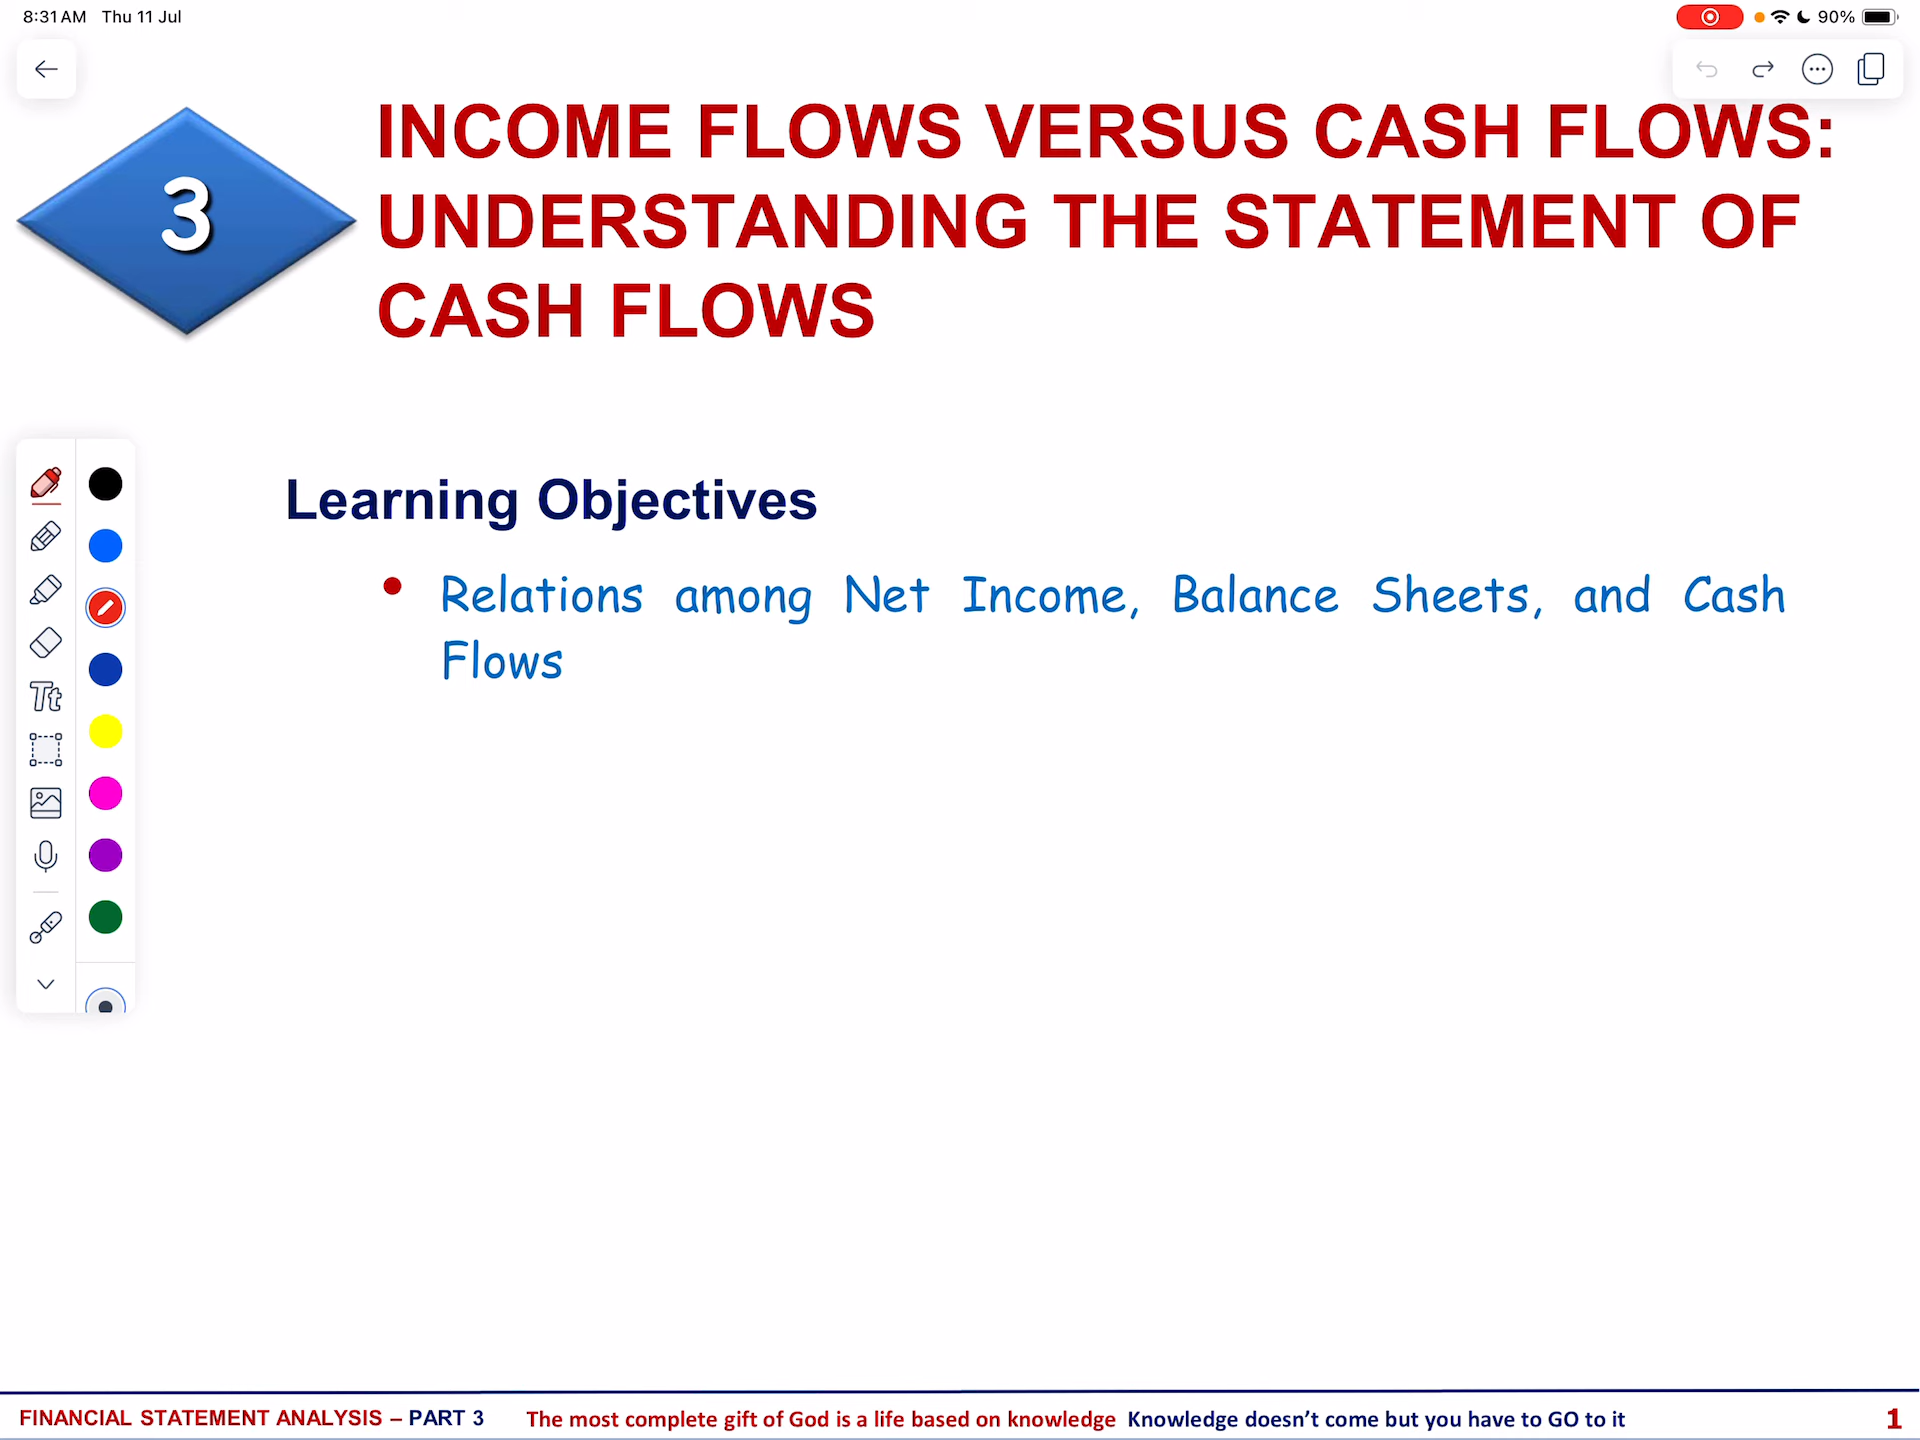 8:31 AM Thu 11 Jul
90%
3
INCOME FLOWS VERSUS CASH FLOWS:
UNDERSTANDING THE STATEMENT OF
CASH FLOWS
Learning Objectives
• Relations among Net Income, Balance Sheets, and Cash
Flows
Tt
FINANCIAL STATEMENT ANALYSIS – PART 3 The most complete gift of God is a life based on knowledge Knowledge doesn’t come but you have to GO to it 1